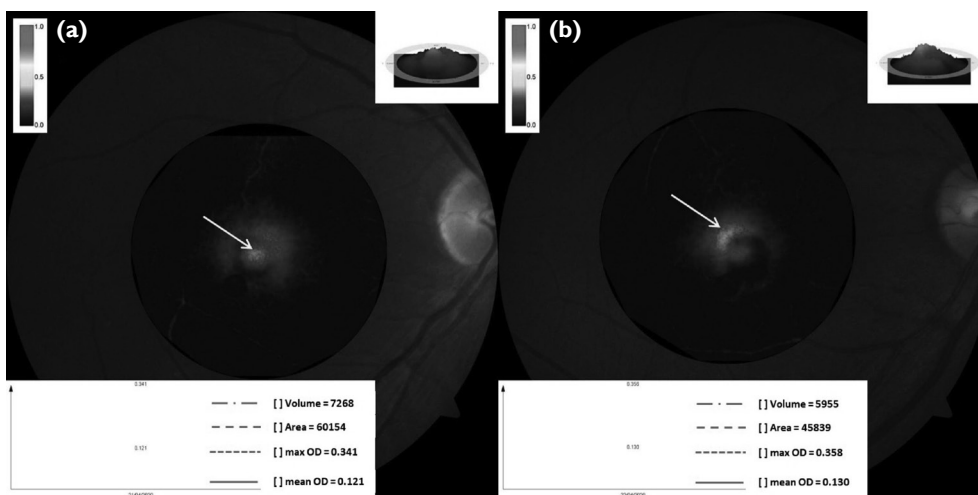 (a)
1.0
0.5
0.0
0.341
[ ] Volume = 7268
[ ] Area = 60154
0.121
[ ] max OD = 0.341
[ ] mean OD = 0.121
(b)
1.0
0.5
0.0
0.358
[ ] Volume = 5955
[ ] Area = 45839
0.130
[ ] max OD = 0.358
[ ] mean OD = 0.130